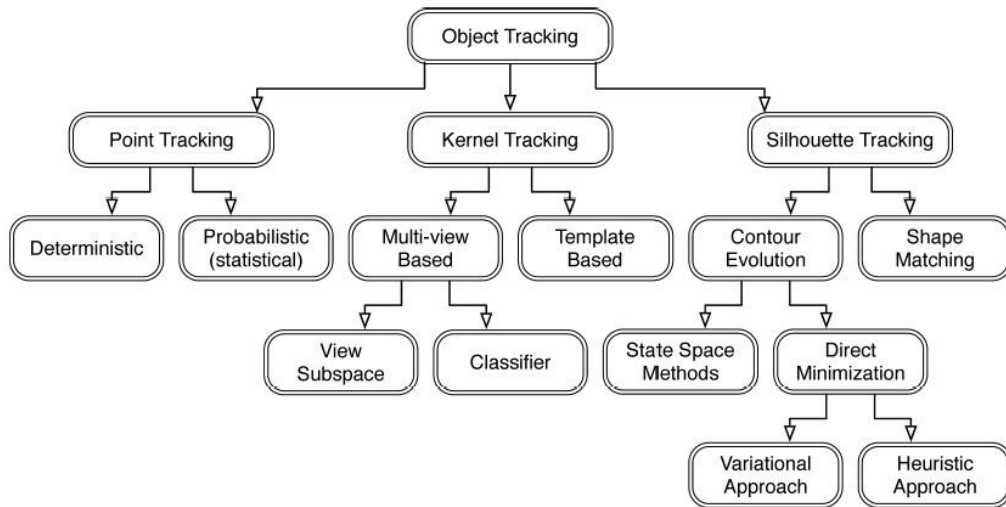 Object Tracking
Point Tracking
Kernel Tracking
Silhouette Tracking
Deterministic
Probabilistic
(statistical)
Multi-view
Based
Template
Based
Contour
Evolution
Shape
Matching
View
Subspace
Classifier
State Space
Methods
Direct
Minimization
Variational
Approach
Heuristic
Approach